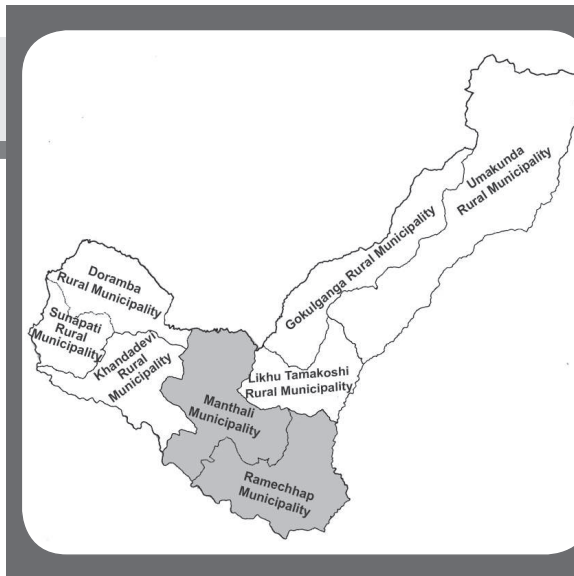 Umakunda
Rural Municipality
Gokulganga Rural Municipality
Doramba
Rural Municipality
Sunapati
Rural
Municipality
Khandadevi
Rural
Municipality
Likhu Tamakoshi
Rural Municipality
Manthali
Municipality
Ramechhap
Municipality